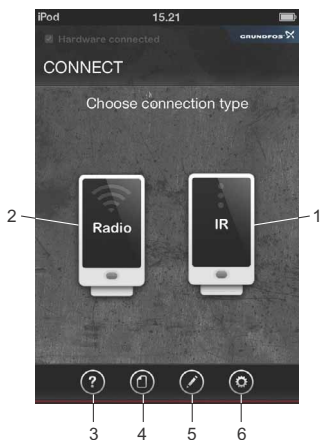 iPod 15.21
Hardware connected
GRUNDFOS
CONNECT
Choose connection type
2 Radio IR 1
?
3 4 5 6